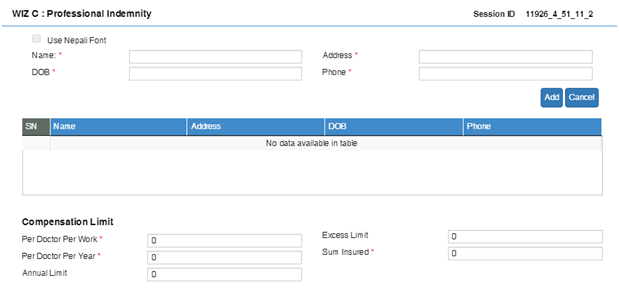 WIZ C : Professional Indemnity Session ID 11926_4_51_11_2
Use Nepali Font
Name: * Address *
DOB * Phone *
Add Cancel
SN Name Address DOB Phone
No data available in table
Compensation Limit
Per Doctor Per Work * 0 Excess Limit 0
Per Doctor Per Year * 0 Sum Insured * 0
Annual Limit 0